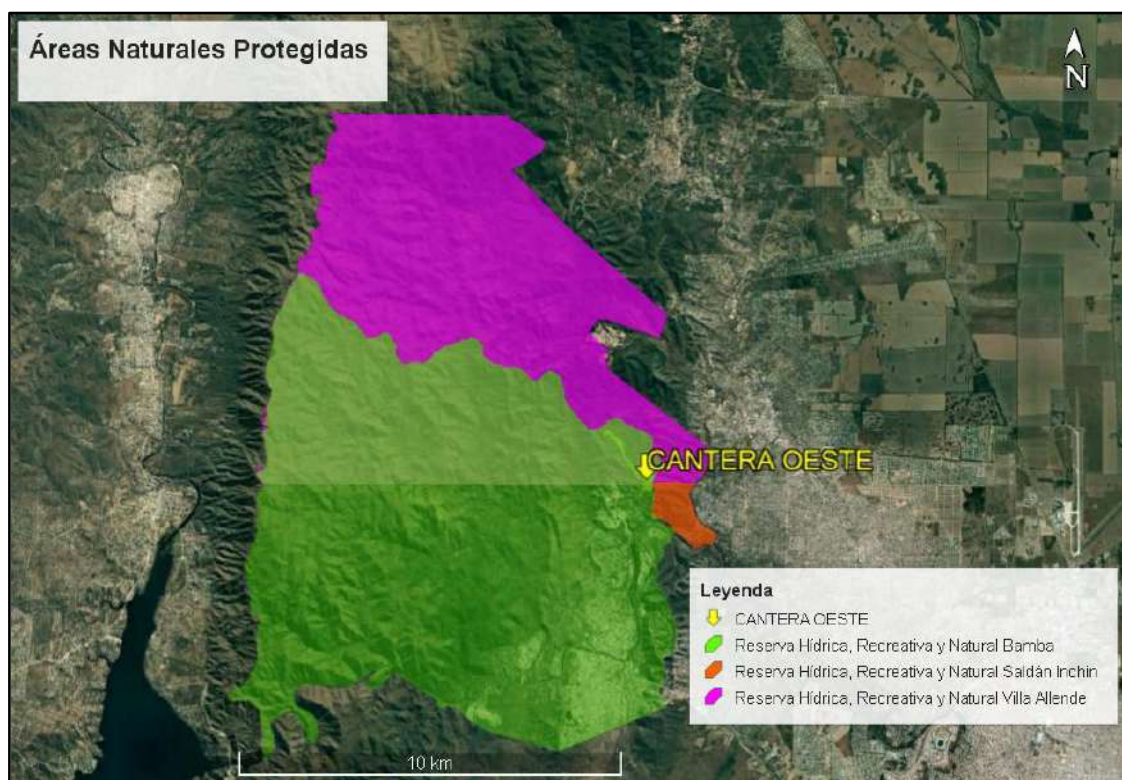 Áreas Naturales Protegidas
N
CANTERA OESTE
Leyenda
CANTERA OESTE
Reserva Hídrica, Recreativa y Natural Bamba
Reserva Hídrica, Recreativa y Natural Saldán Inchin
Reserva Hídrica, Recreativa y Natural Villa Allende
10 km